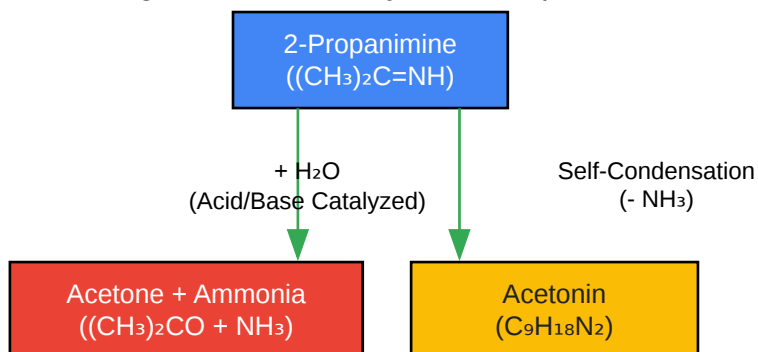 2-Propanimine
((CH₃)₂C=NH)
+ H₂O
(Acid/Base Catalyzed)
Self-Condensation
(- NH₃)
Acetone + Ammonia
((CH₃)₂CO + NH₃)
Acetonin
(C₉H₁₈N₂)